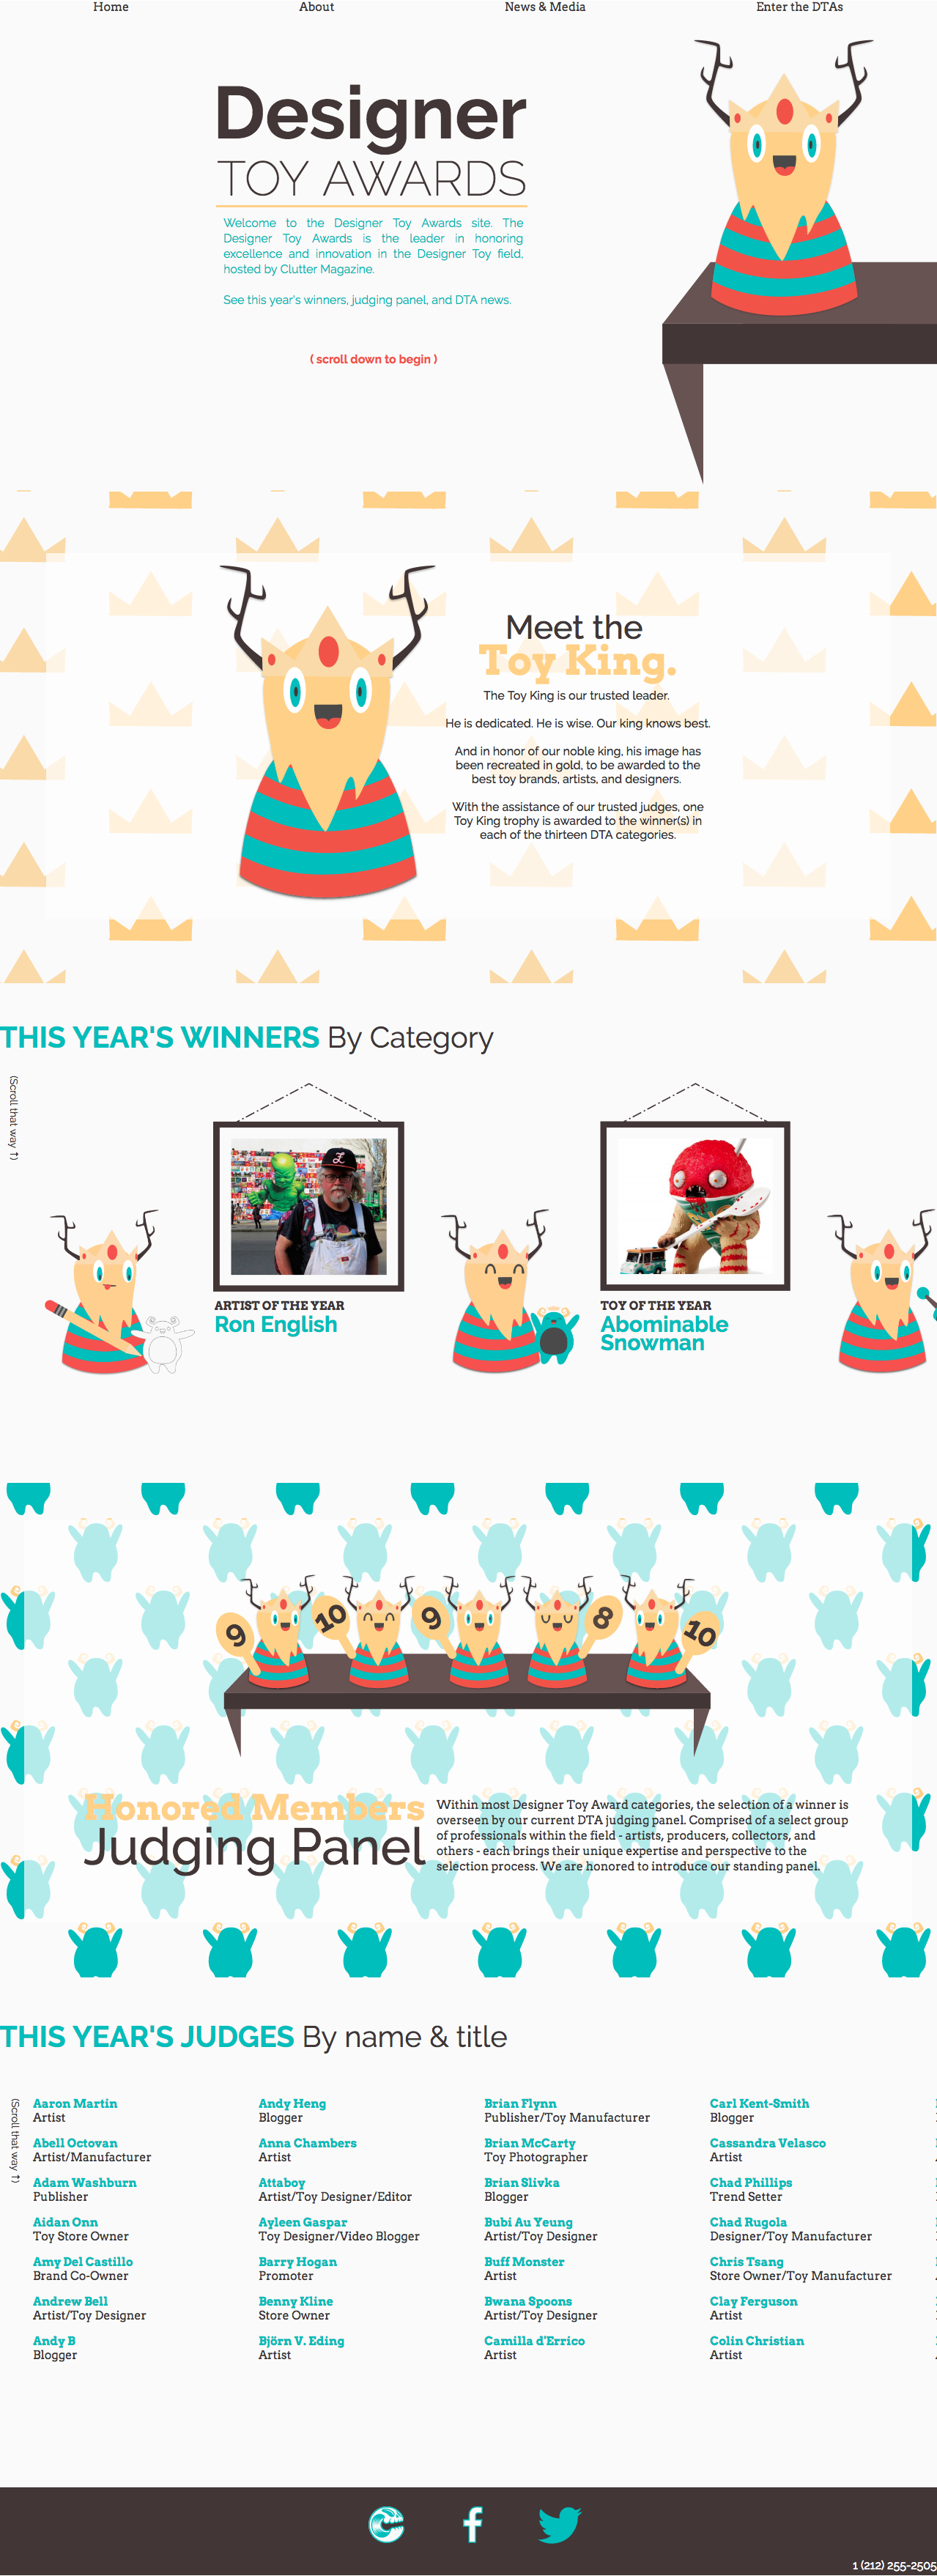 Home
About
News & Media
Enter the DTAs
Designer
TOY AWARDS
Welcome to the Designer Toy Awards site. The
Designer Toy Awards is the leader in honoring
excellence and innovation in the Designer Toy field,
hosted by Clutter Magazine.
See this year's winners, judging panel, and DTA news.
( scroll down to begin )
Meet the
Toy King.
The Toy King is our trusted leader.
He is dedicated. He is wise. Our king knows best.
And in honor of our noble king, his image has
been recreated in gold, to be awarded to the
best toy brands, artists, and designers.
With the assistance of our trusted judges, one
Toy King trophy is awarded to the winner(s) in
each of the thirteen DTA categories.
THIS YEAR'S WINNERS By Category
(Scroll that way ↑)
ARTIST OF THE YEAR
Ron English
TOY OF THE YEAR
Abominable
Snowman
9
10
9
8
10
Honored Members
Judging Panel
Within most Designer Toy Award categories, the selection of a winner is
overseen by our current DTA judging panel. Comprised of a select group
of professionals within the field - artists, producers, collectors, and
others - each brings their unique expertise and perspective to the
selection process. We are honored to introduce our standing panel.
THIS YEAR'S JUDGES By name & title
(Scroll that way ↑)
Aaron Martin
Artist
Abell Octovan
Artist/Manufacturer
Adam Washburn
Publisher
Aidan Onn
Toy Store Owner
Amy Del Castillo
Brand Co-Owner
Andrew Bell
Artist/Toy Designer
Andy B
Blogger
Andy Heng
Blogger
Anna Chambers
Artist
Attaboy
Artist/Toy Designer/Editor
Ayleen Gaspar
Toy Designer/Video Blogger
Barry Hogan
Promoter
Benny Kline
Store Owner
Björn V. Eding
Artist
Brian Flynn
Publisher/Toy Manufacturer
Brian McCarty
Toy Photographer
Brian Slivka
Blogger
Bubi Au Yeung
Artist/Toy Designer
Buff Monster
Artist
Bwana Spoons
Artist/Toy Designer
Camilla d'Errico
Artist
Carl Kent-Smith
Blogger
Cassandra Velasco
Artist
Chad Phillips
Trend Setter
Chad Rugola
Designer/Toy Manufacturer
Chris Tsang
Store Owner/Toy Manufacturer
Clay Ferguson
Artist
Colin Christian
Artist
1 (212) 255-2505